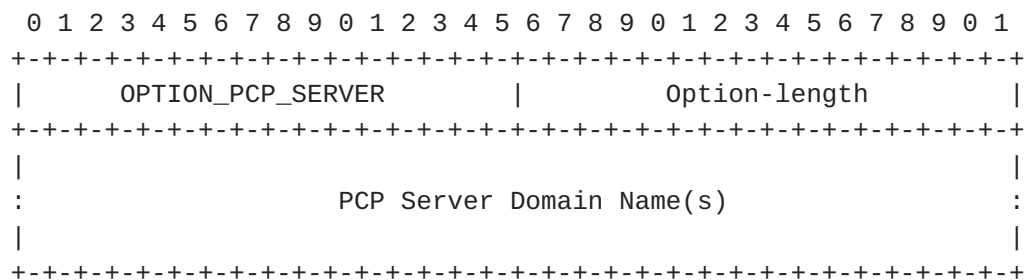 0 1 2 3 4 5 6 7 8 9 0 1 2 3 4 5 6 7 8 9 0 1 2 3 4 5 6 7 8 9 0 1
+-+-+-+-+-+-+-+-+-+-+-+-+-+-+-+-+-+-+-+-+-+-+-+-+-+-+-+-+-+-+-+-+
|      OPTION_PCP_SERVER        |         Option-length         |
+-+-+-+-+-+-+-+-+-+-+-+-+-+-+-+-+-+-+-+-+-+-+-+-+-+-+-+-+-+-+-+-+
|                                                               |
:                    PCP Server Domain Name(s)                  :
|                                                               |
+-+-+-+-+-+-+-+-+-+-+-+-+-+-+-+-+-+-+-+-+-+-+-+-+-+-+-+-+-+-+-+-+